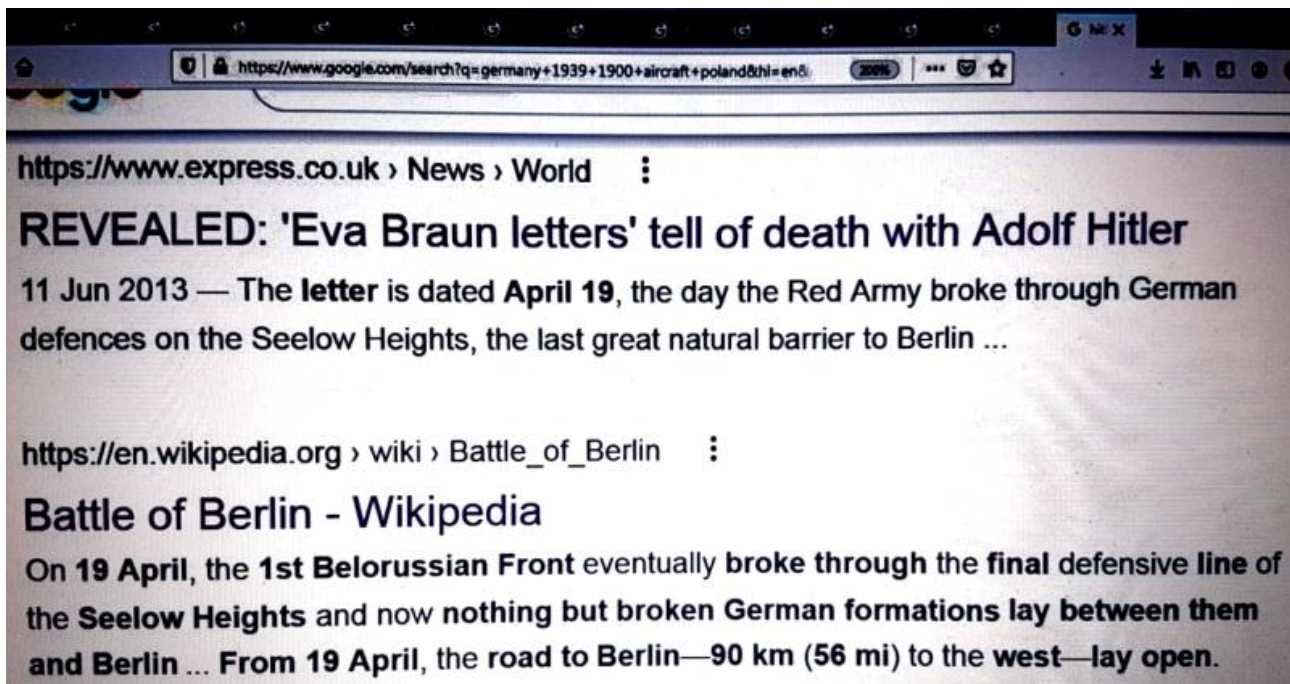 https://www.google.com/search?q=germany+1939+1900+aircraft+poland&hl=en&
200%
https://www.express.co.uk › News › World
REVEALED: 'Eva Braun letters' tell of death with Adolf Hitler
11 Jun 2013 — The letter is dated April 19, the day the Red Army broke through German
defences on the Seelow Heights, the last great natural barrier to Berlin ...
https://en.wikipedia.org › wiki › Battle_of_Berlin
Battle of Berlin - Wikipedia
On 19 April, the 1st Belorussian Front eventually broke through the final defensive line of
the Seelow Heights and now nothing but broken German formations lay between them
and Berlin ... From 19 April, the road to Berlin—90 km (56 mi) to the west—lay open.